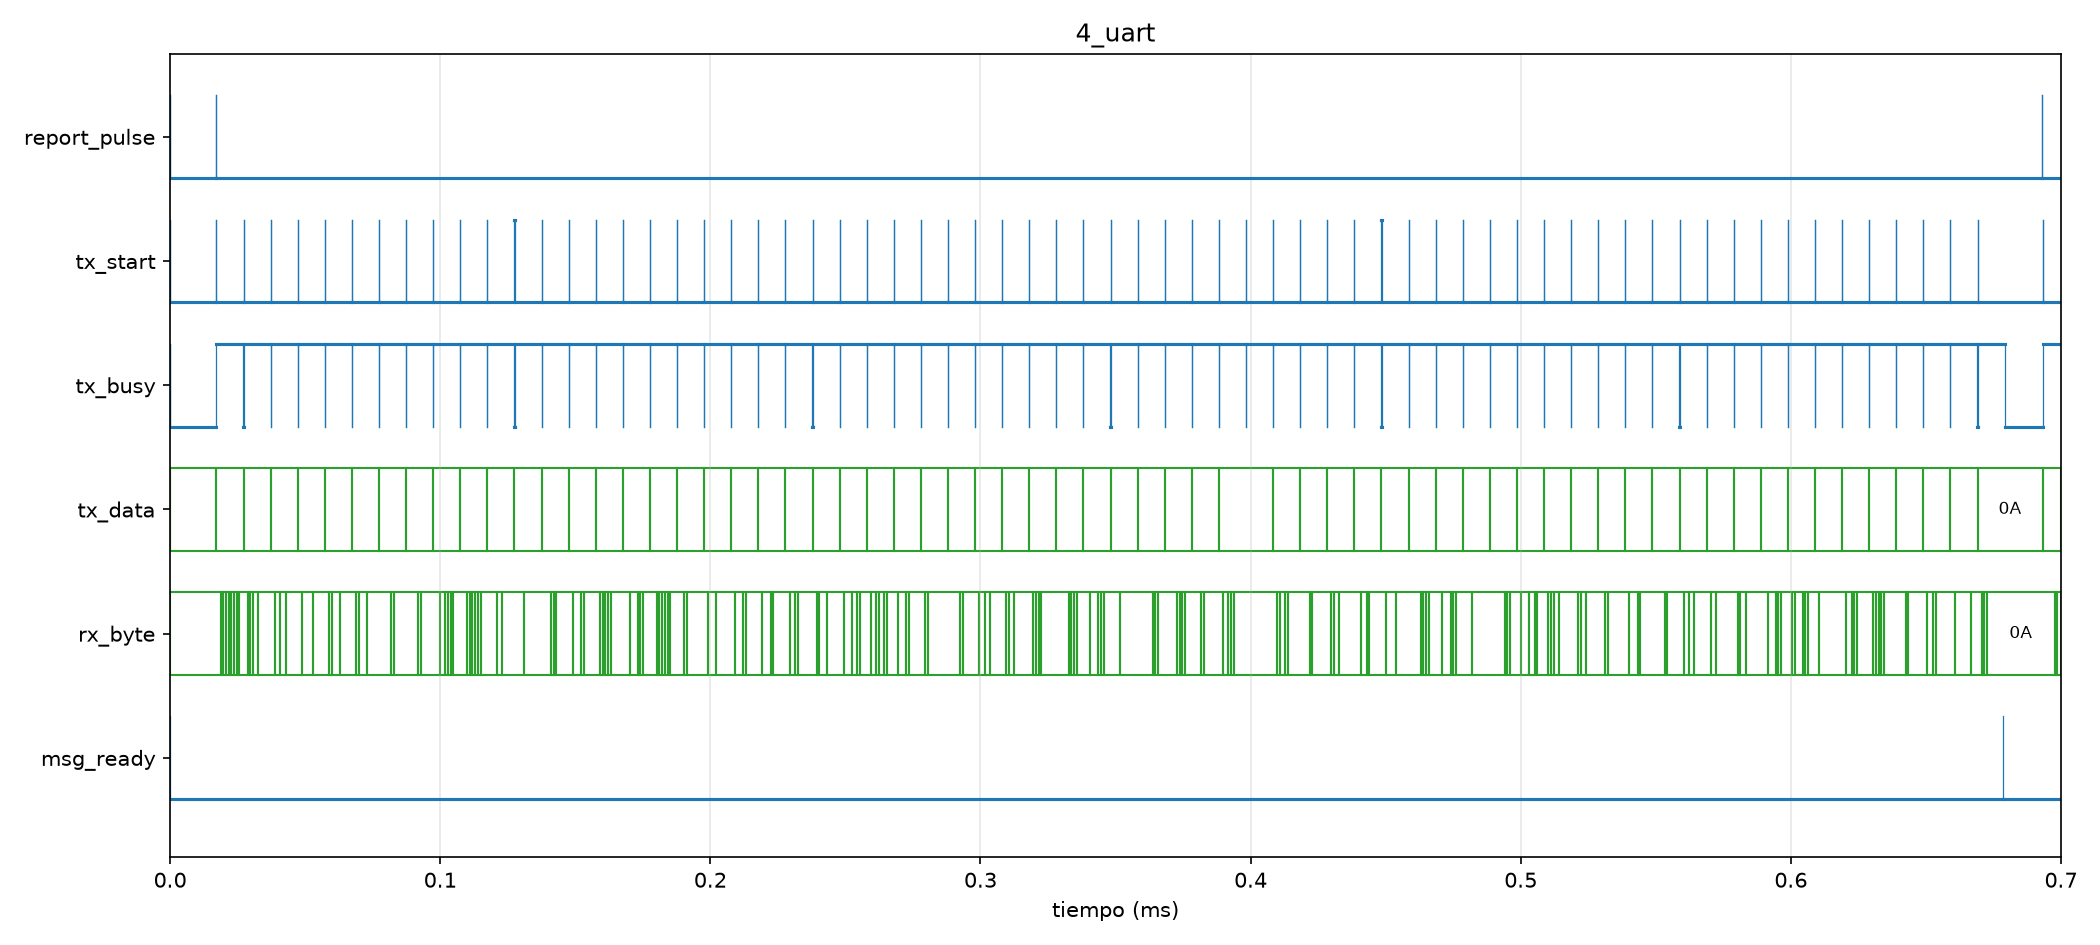 4_uart
report_pulse
tx_start
tx_busy
tx_data
0A
rx_byte
0A
msg_ready
0.0 0.1 0.2 0.3 0.4 0.5 0.6 0.7
tiempo (ms)